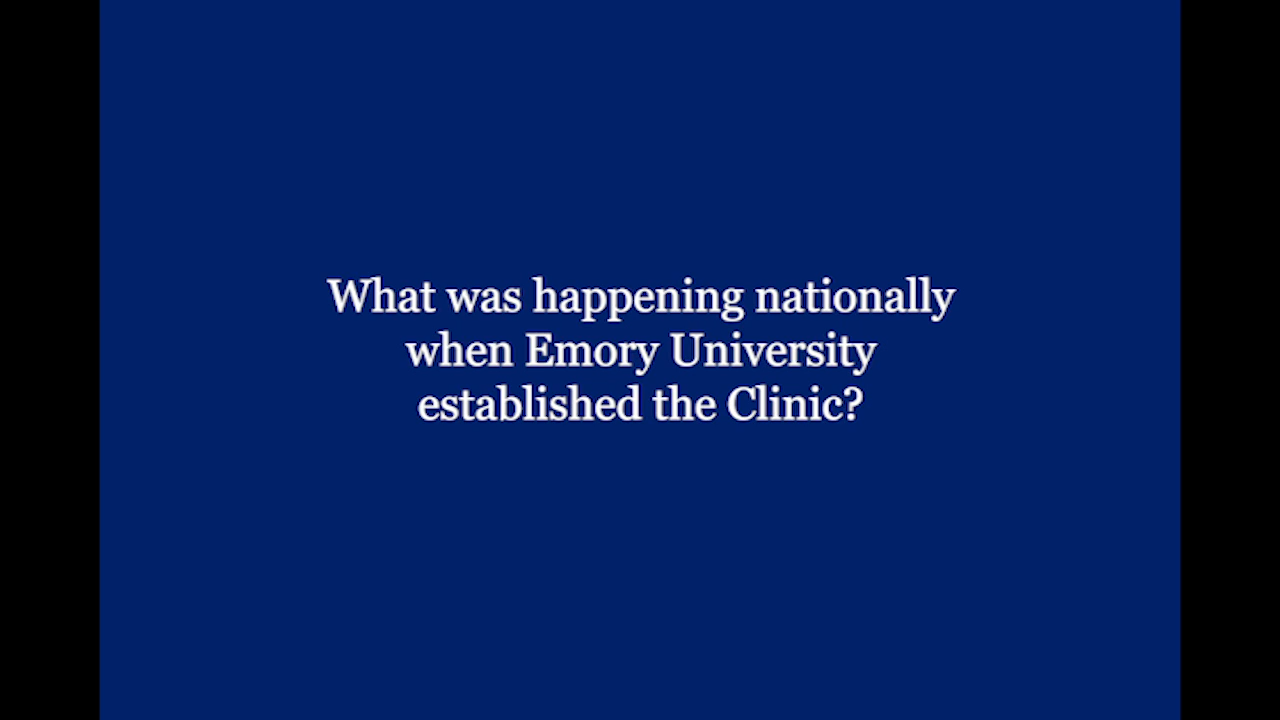 What was happening nationally
when Emory University
established the Clinic?